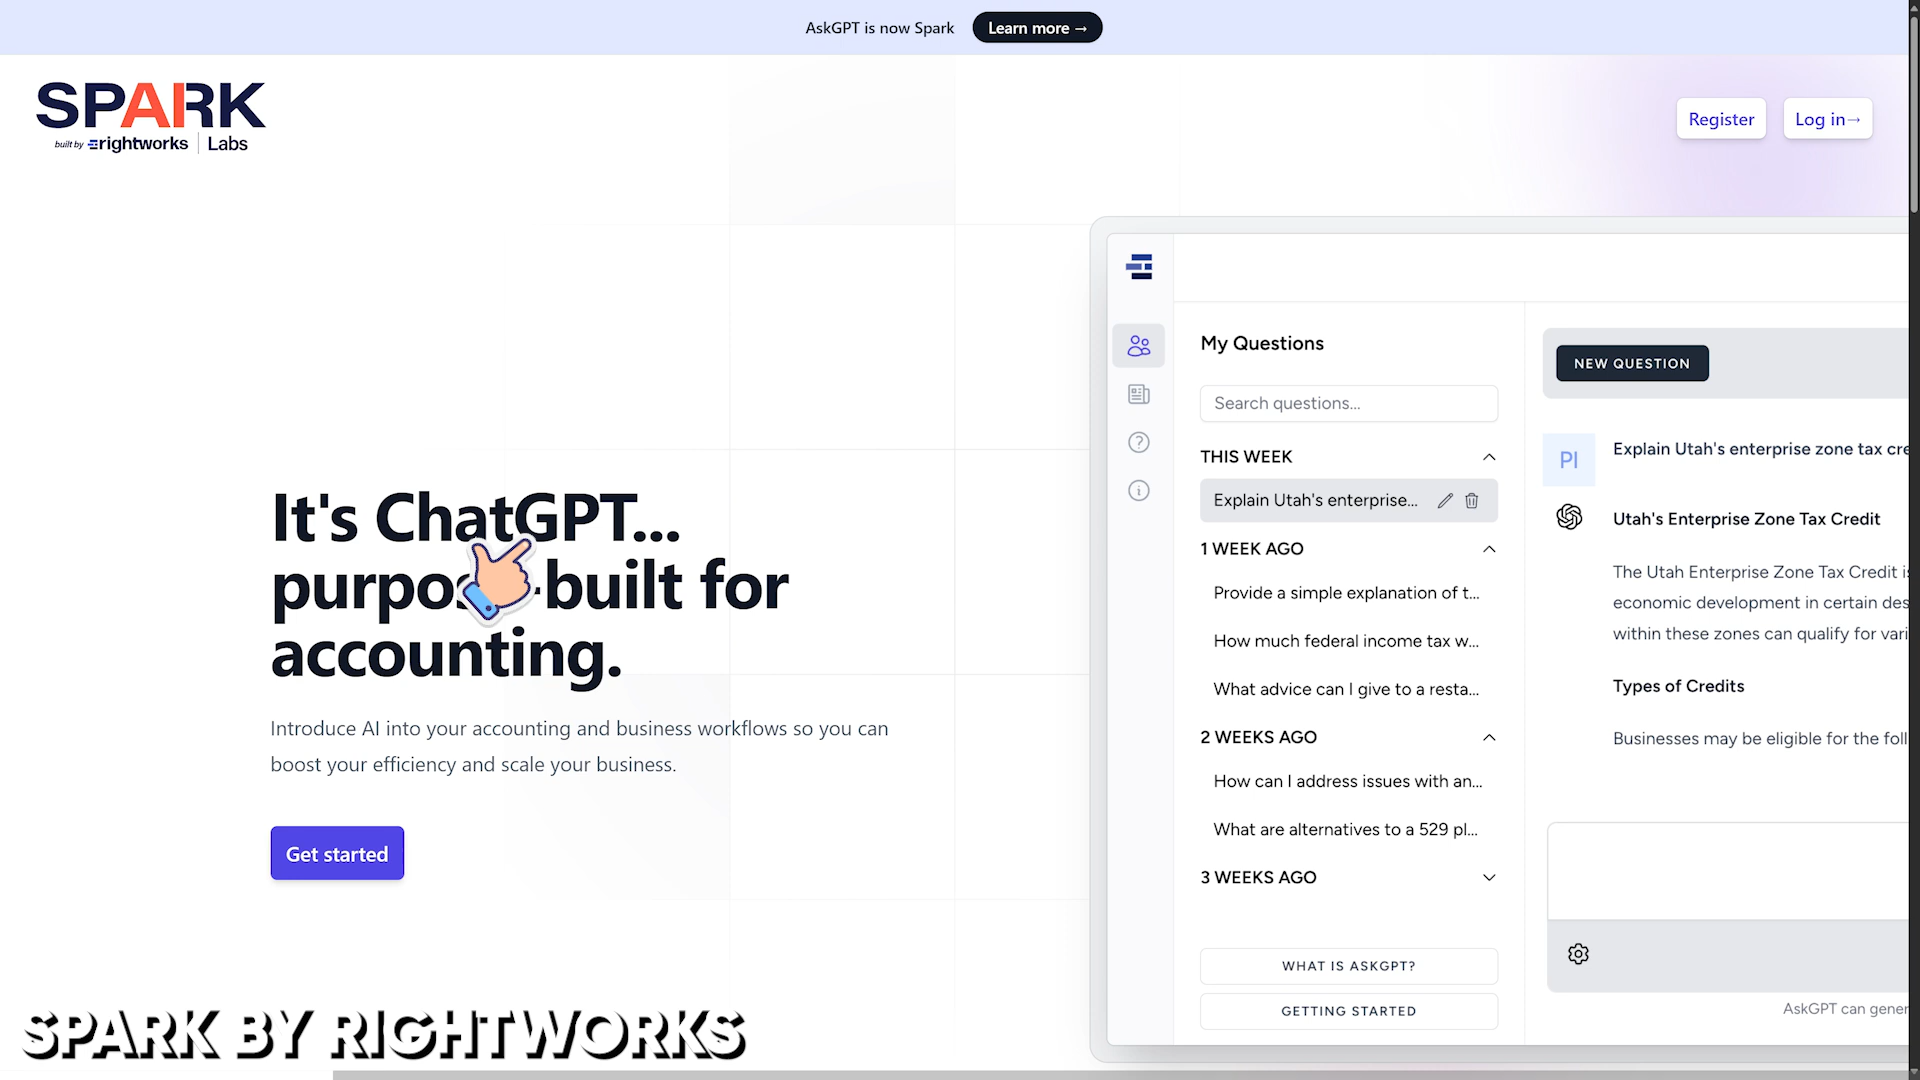 AskGPT is now Spark Learn more →
SPARK
built by rightworks | Labs
Register
Log in→
It's ChatGPT...
built for
accounting.
Introduce AI into your accounting and business workflows so you can
boost your efficiency and scale your business.
Get started
My Questions
Search questions...
THIS WEEK
Explain Utah's enterprise...
1 WEEK AGO
Provide a simple explanation of t...
How much federal income tax w...
What advice can I give to a resta...
2 WEEKS AGO
How can I address issues with an...
What are alternatives to a 529 pl...
3 WEEKS AGO
WHAT IS ASKGPT?
GETTING STARTED
NEW QUESTION
PI
Explain Utah's enterprise zone tax cre
Utah's Enterprise Zone Tax Credit
The Utah Enterprise Zone Tax Credit is
economic development in certain des
within these zones can qualify for vari
Types of Credits
Businesses may be eligible for the foll
AskGPT can gener
SPARK BY RIGHTWORKS